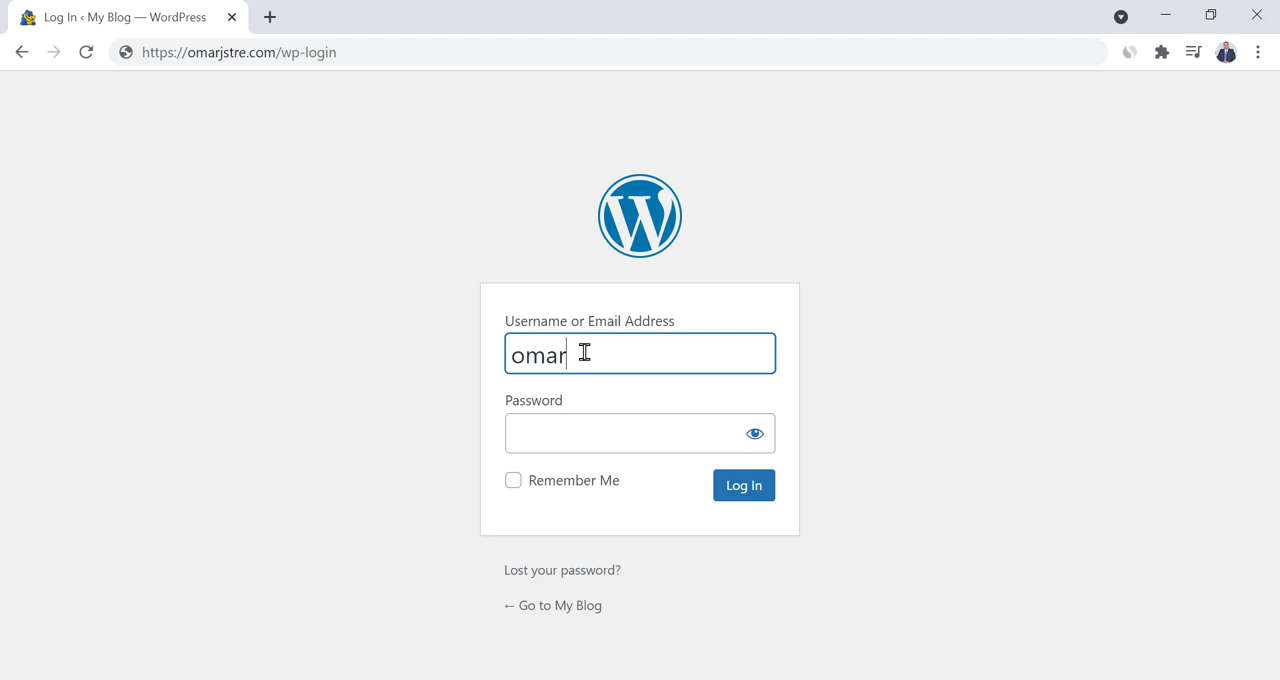 Log In ‹ My Blog — WordPress
https://omarjstre.com/wp-login
Username or Email Address
omar
Password
Remember Me
Log In
Lost your password?
← Go to My Blog